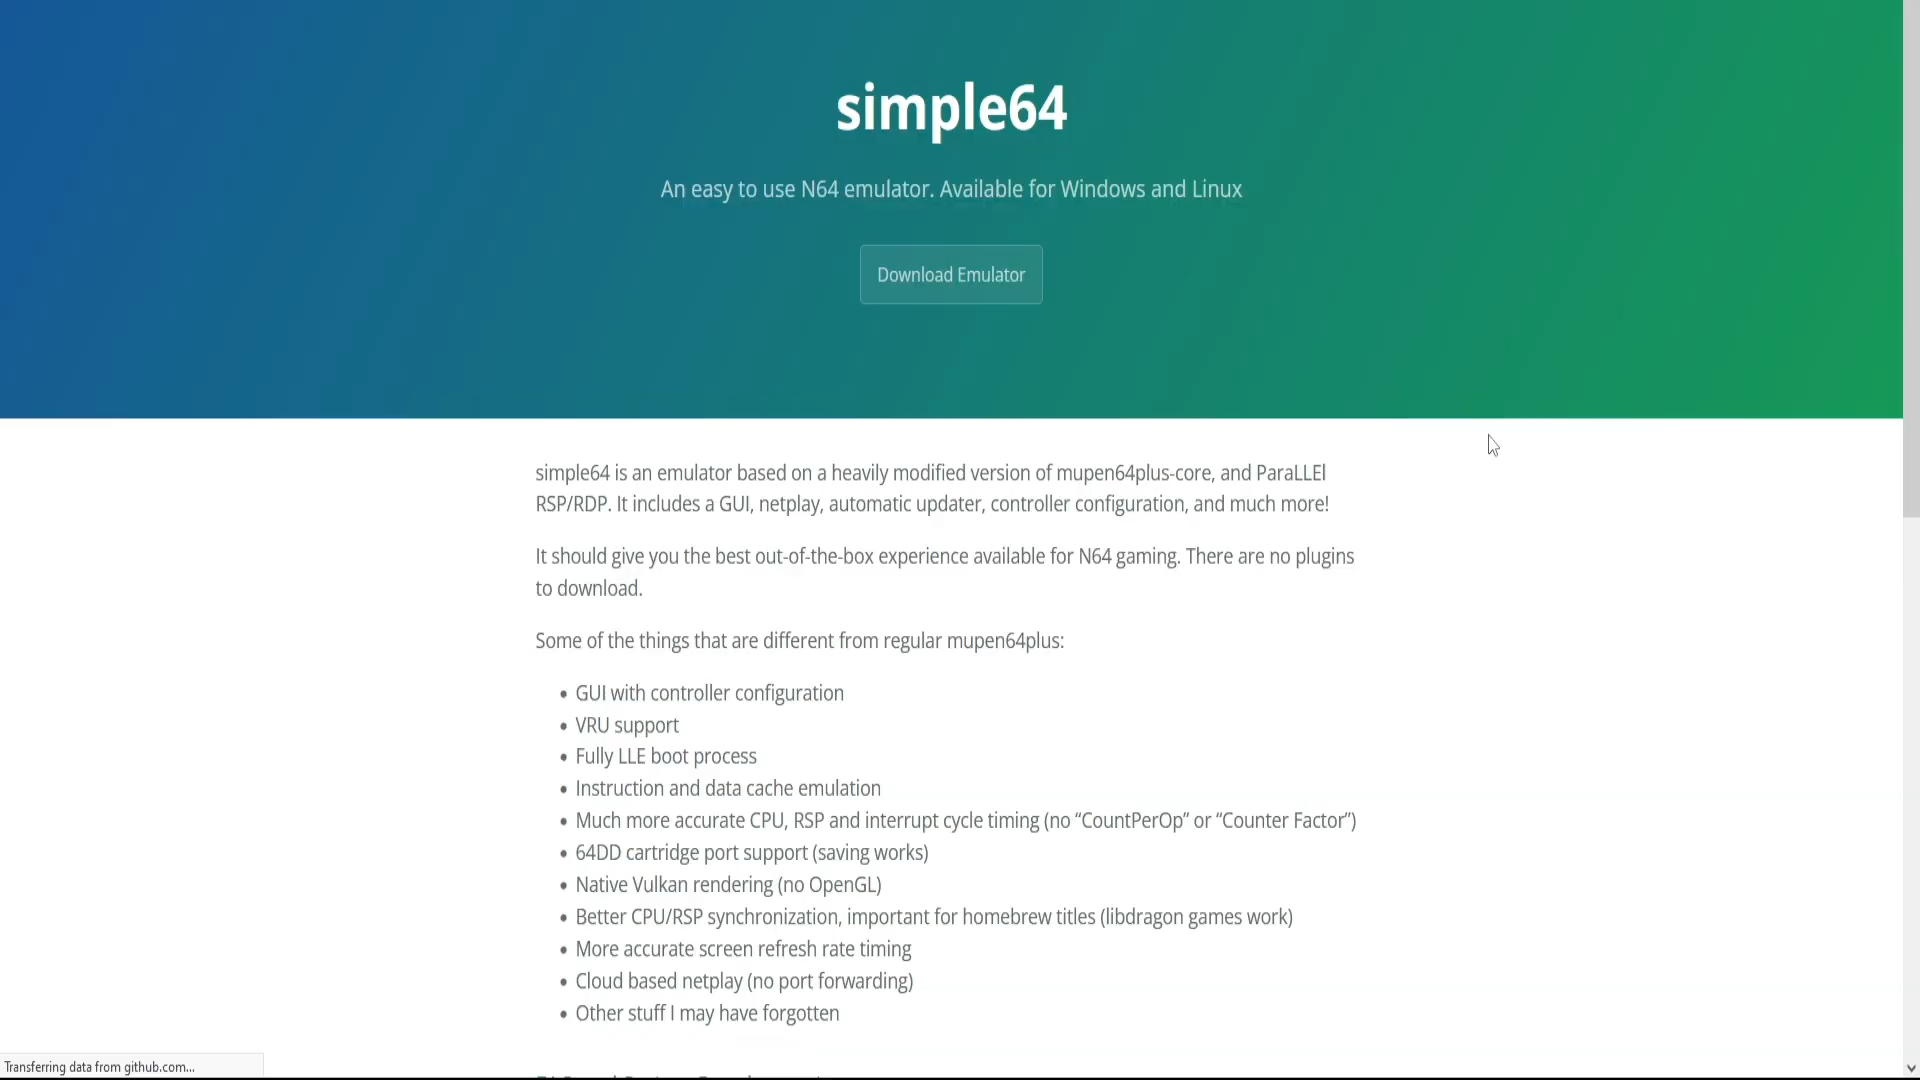 simple64
An easy to use N64 emulator. Available for Windows and Linux
Download Emulator
simple64 is an emulator based on a heavily modified version of mupen64plus-core, and ParaLLEl
RSP/RDP. It includes a GUI, netplay, automatic updater, controller configuration, and much more!
It should give you the best out-of-the-box experience available for N64 gaming. There are no plugins
to download.
Some of the things that are different from regular mupen64plus:
• GUI with controller configuration
• VRU support
• Fully LLE boot process
• Instruction and data cache emulation
• Much more accurate CPU, RSP and interrupt cycle timing (no “CountPerOp” or “Counter Factor”)
• 64DD cartridge port support (saving works)
• Native Vulkan rendering (no OpenGL)
• Better CPU/RSP synchronization, important for homebrew titles (libdragon games work)
• More accurate screen refresh rate timing
• Cloud based netplay (no port forwarding)
• Other stuff I may have forgotten
Transferring data from github.com...